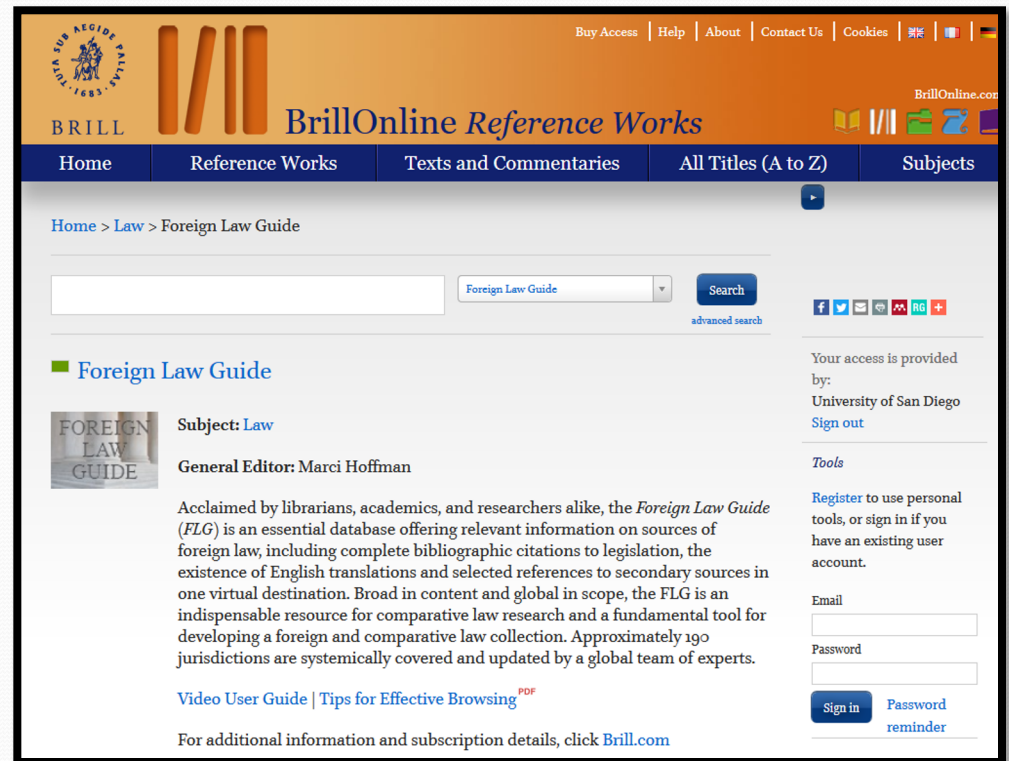 TUTA SUB AEGIDE PALLAS
·1683·
BRILL
Buy Access | Help | About | Contact Us | Cookies
BrillOnline.com
BrillOnline Reference Works
Home Reference Works Texts and Commentaries All Titles (A to Z) Subjects
Home > Law > Foreign Law Guide
Foreign Law Guide
Search
advanced search
Foreign Law Guide
FOREIGN
LAW
GUIDE
Subject: Law
General Editor: Marci Hoffman
Acclaimed by librarians, academics, and researchers alike, the Foreign Law Guide
(FLG) is an essential database offering relevant information on sources of
foreign law, including complete bibliographic citations to legislation, the
existence of English translations and selected references to secondary sources in
one virtual destination. Broad in content and global in scope, the FLG is an
indispensable resource for comparative law research and a fundamental tool for
developing a foreign and comparative law collection. Approximately 190
jurisdictions are systemically covered and updated by a global team of experts.
Video User Guide | Tips for Effective Browsing PDF
For additional information and subscription details, click Brill.com
RG
Your access is provided
by:
University of San Diego
Sign out
Tools
Register to use personal
tools, or sign in if you
have an existing user
account.
Email
Password
Sign in
Password
reminder